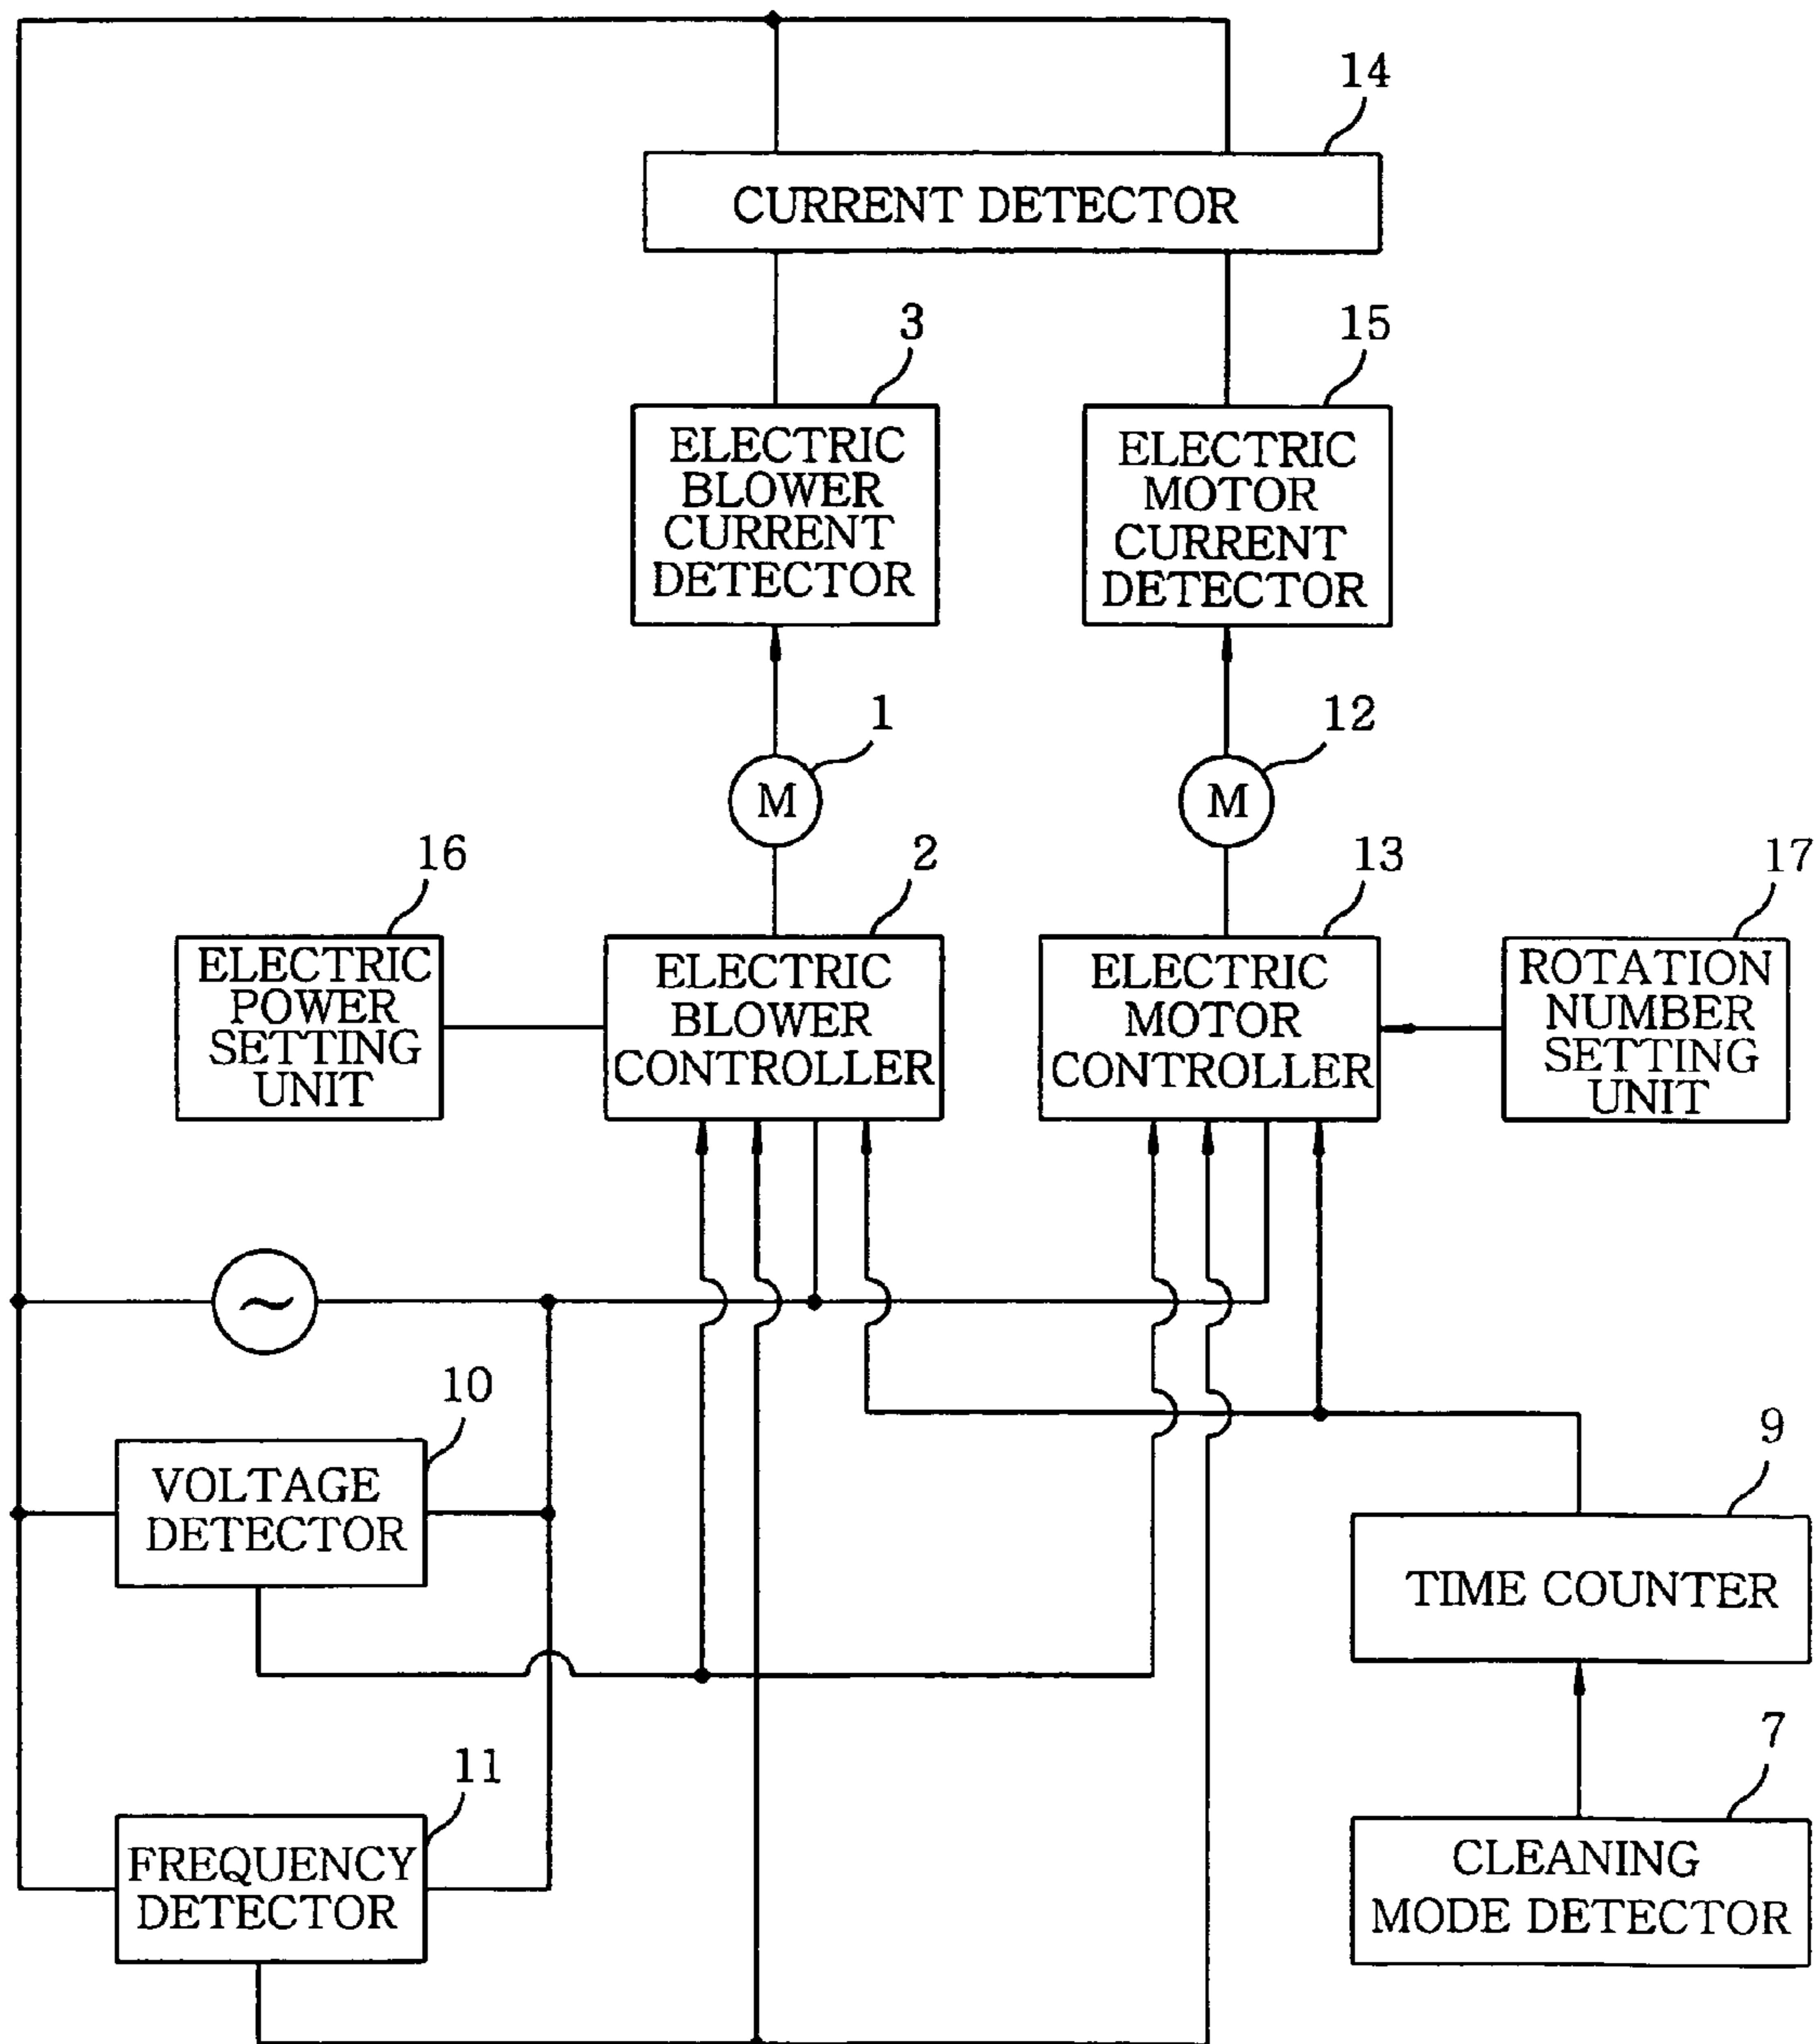 14
CURRENT DETECTOR
3
15
ELECTRIC
BLOWER
CURRENT
DETECTOR
ELECTRIC
MOTOR
CURRENT
DETECTOR
1
12
M
M
16
2
13
17
ELECTRIC
POWER
SETTING
UNIT
ELECTRIC
BLOWER
CONTROLLER
ELECTRIC
MOTOR
CONTROLLER
ROTATION
NUMBER
SETTING
UNIT
~
10
VOLTAGE
DETECTOR
9
TIME COUNTER
11
FREQUENCY
DETECTOR
7
CLEANING
MODE DETECTOR